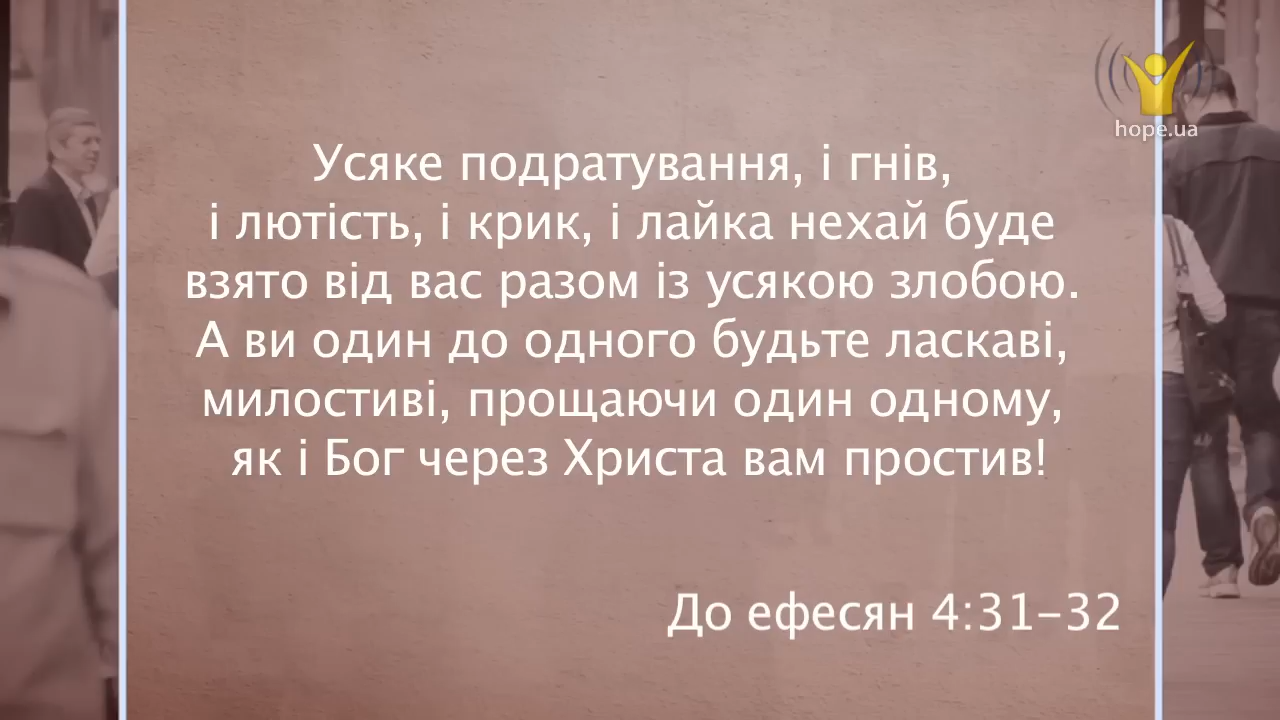 hope.ua
Усяке подратування, і гнів,
і лютість, і крик, і лайка нехай буде
взято від вас разом із усякою злобою.
А ви один до одного будьте ласкаві,
милостиві, прощаючи один одному,
як і Бог через Христа вам простив!
До ефесян 4:31-32